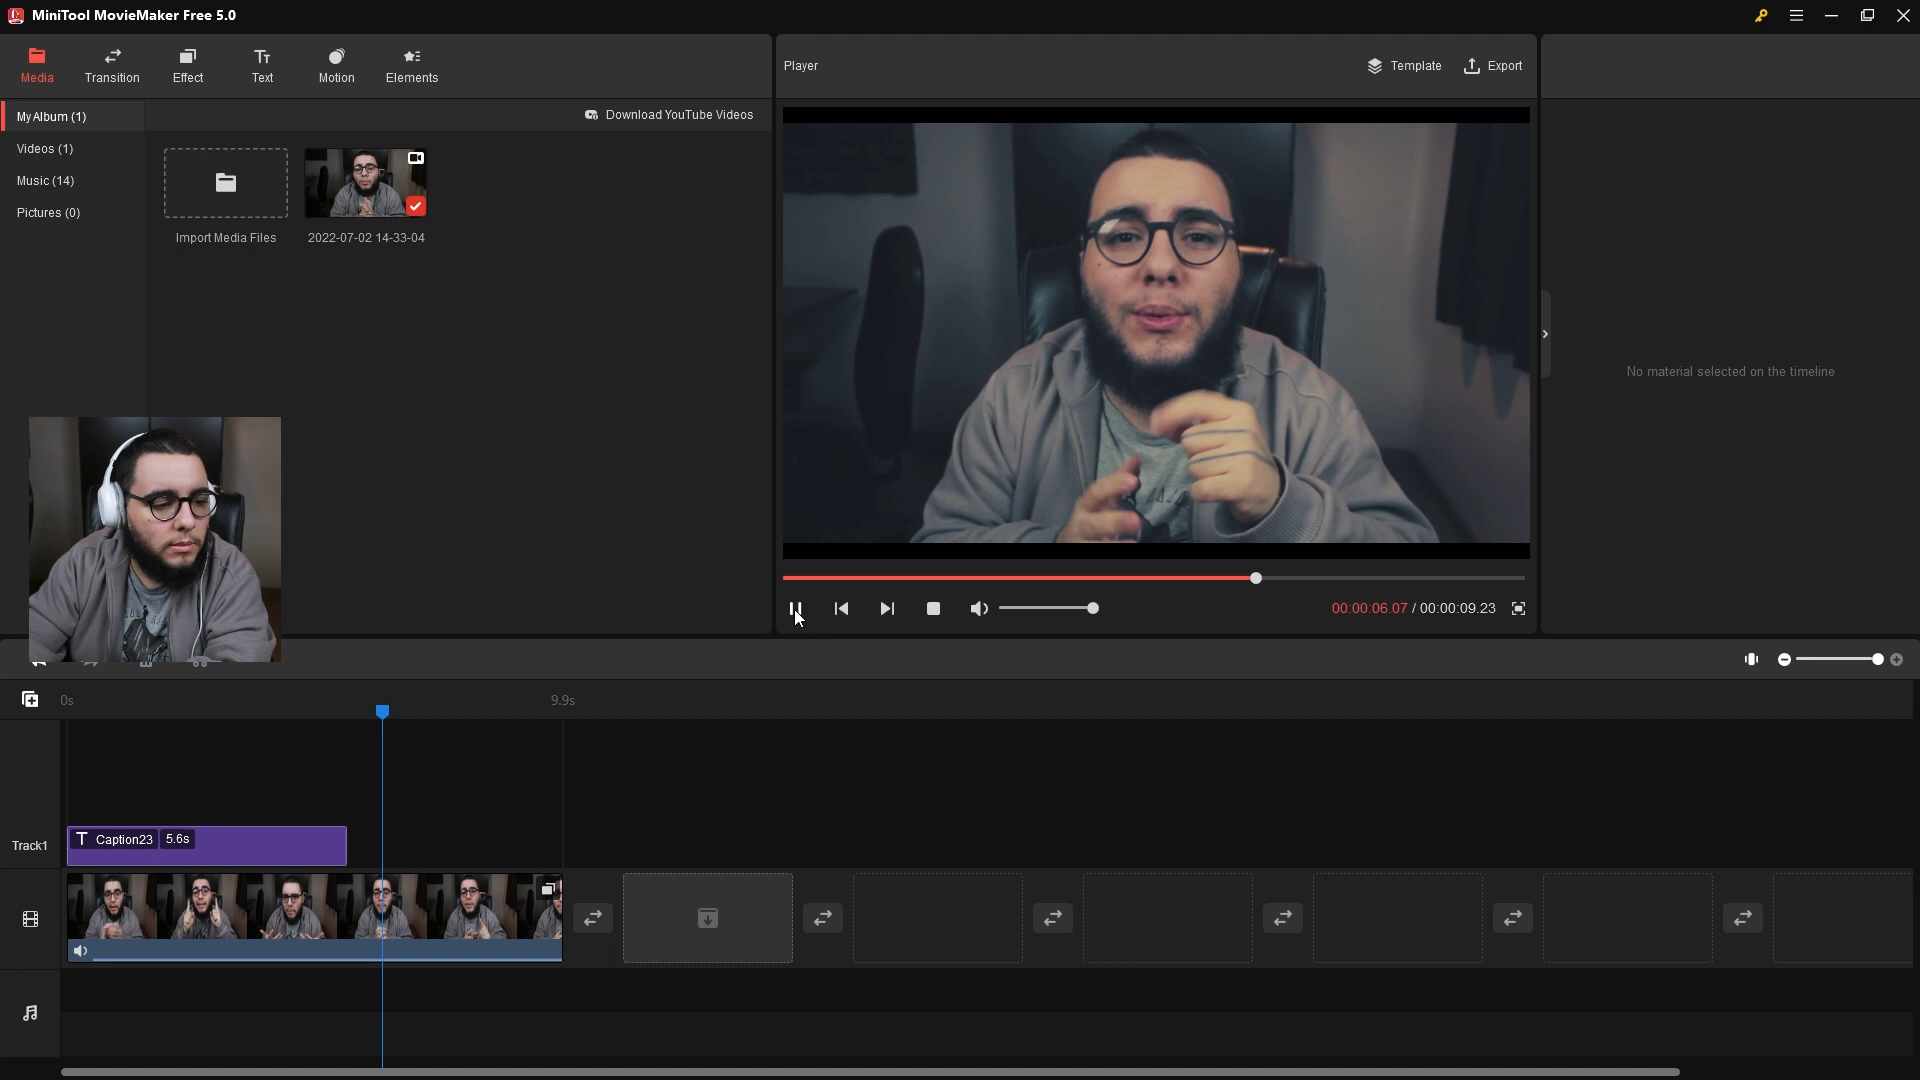 MiniTool MovieMaker Free 5.0
Media
Transition
Effect
Text
Motion
Elements
Player
Template
Export
My Album (1)
Download YouTube Videos
Videos (1)
Music (14)
Pictures (0)
Import Media Files
2022-07-02 14-33-04
No material selected on the timeline
00:00:06.07 / 00:00:09.23
0s
9.9s
Track1
T Caption23 5.6s